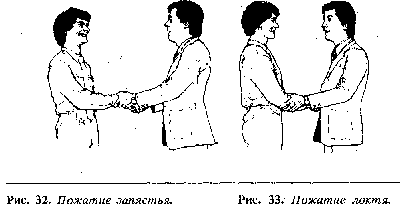 Рис. 32. Пожатие запястья.
Рис. 33. Пожатие локтя.